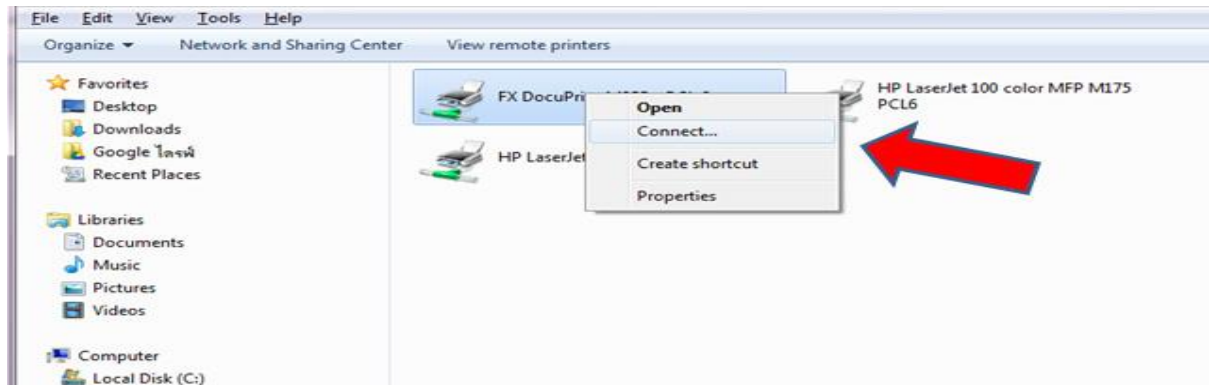 File Edit View Tools Help
Organize Network and Sharing Center View remote printers
Favorites
Desktop
Downloads
Google ไดรฟ์
Recent Places
Libraries
Documents
Music
Pictures
Videos
Computer
Local Disk (C:)
FX
HP LaserJet 100 color MFP M175
PCL6
HP LaserJet
Open
Connect...
Create shortcut
Properties